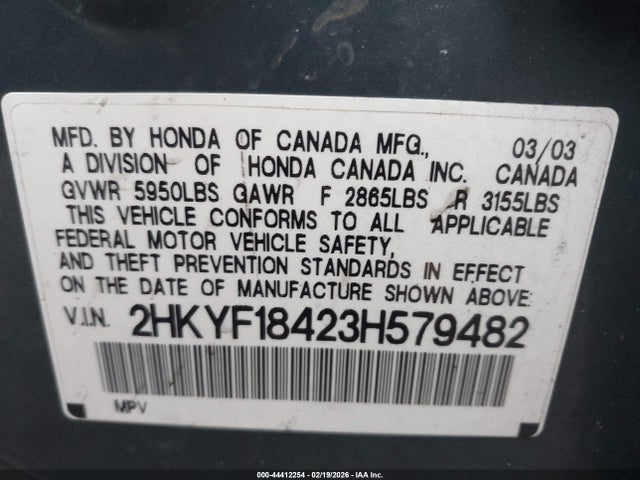 MFD. BY HONDA OF CANADA MFG., 03/03
A DIVISION OF HONDA CANADA INC. CANADA
GVWR 5950LBS GAWR F 2865LBS R 3155LBS
THIS VEHICLE CONFORMS TO ALL APPLICABLE
FEDERAL MOTOR VEHICLE SAFETY,
AND THEFT PREVENTION STANDARDS IN EFFECT
ON THE DATE OF MANUFACTURE SHOWN ABOVE.
V.I.N. 2HKYF18423H579482
MPV
000-44412254 - 02/19/2026 - IAA Inc.